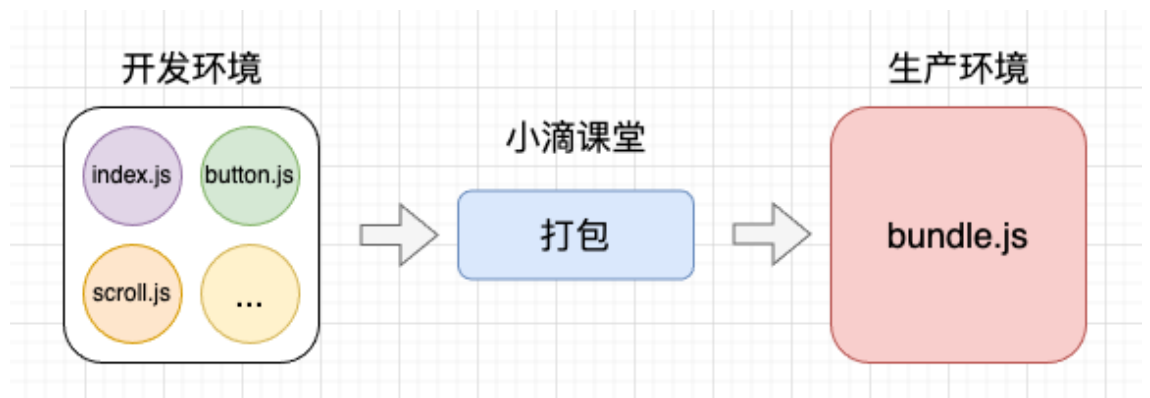 开发环境
index.js
button.js
scroll.js
...
小滴课堂
打包
生产环境
bundle.js